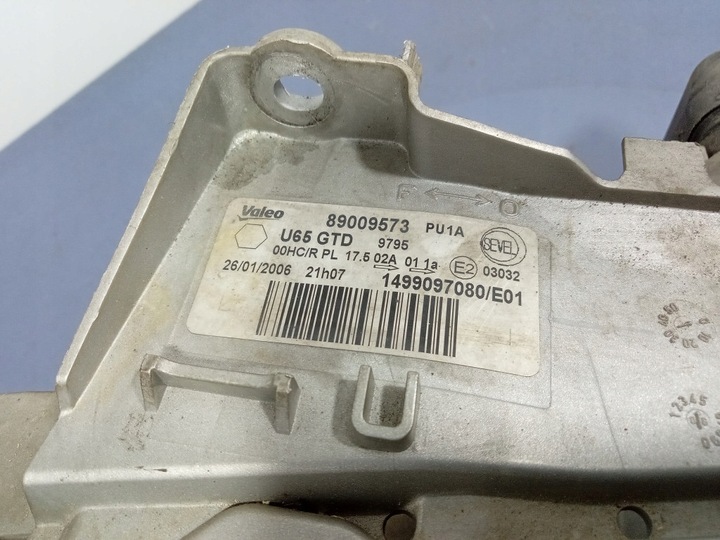 F O
Valeo 89009573 PU1A
U65 GTD 9795 SEVEL
00HC/R PL 17.5 02A 01 1a E2 03032
26/01/2006 21h07 1499097080/E01
12345